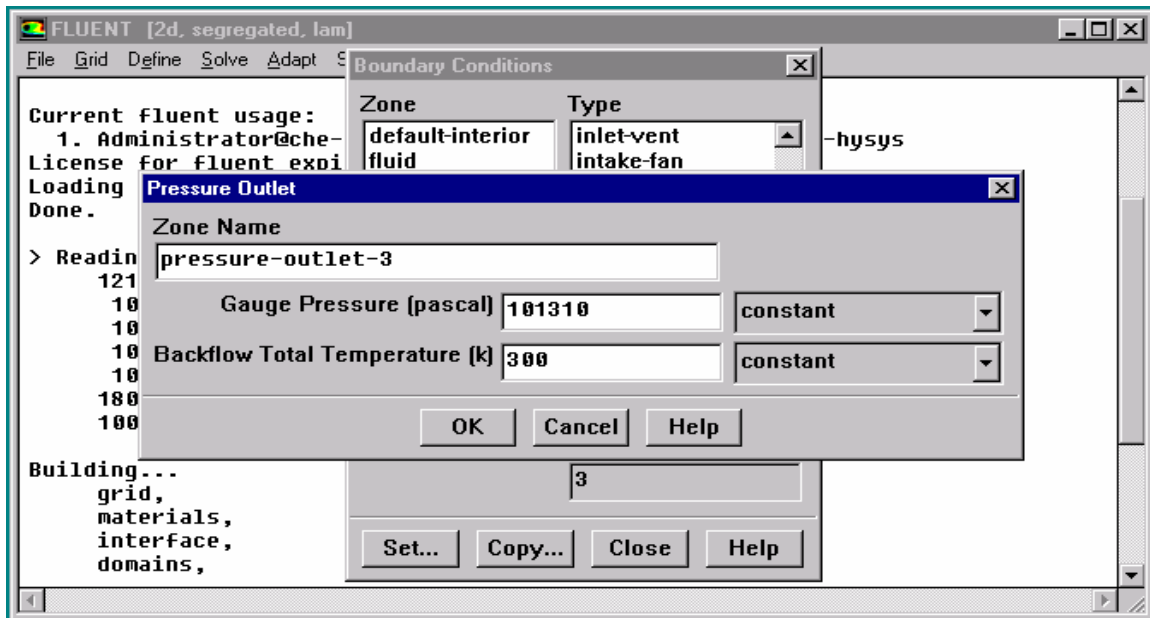 FLUENT [2d, segregated, lam]
File Grid Define Solve Adapt S
Boundary Conditions
Zone Type
default-interior inlet-vent
fluid intake-fan
Current fluent usage:
1. Administrator@che- -hysys
License for fluent expi
Loading
Done.
> Readin
121
10
10
10
10
180
100
Building...
grid,
materials,
interface,
domains,
Pressure Outlet
Zone Name
pressure-outlet-3
Gauge Pressure (pascal) 101310 constant
Backflow Total Temperature (k) 300 constant
OK Cancel Help
3
Set... Copy... Close Help